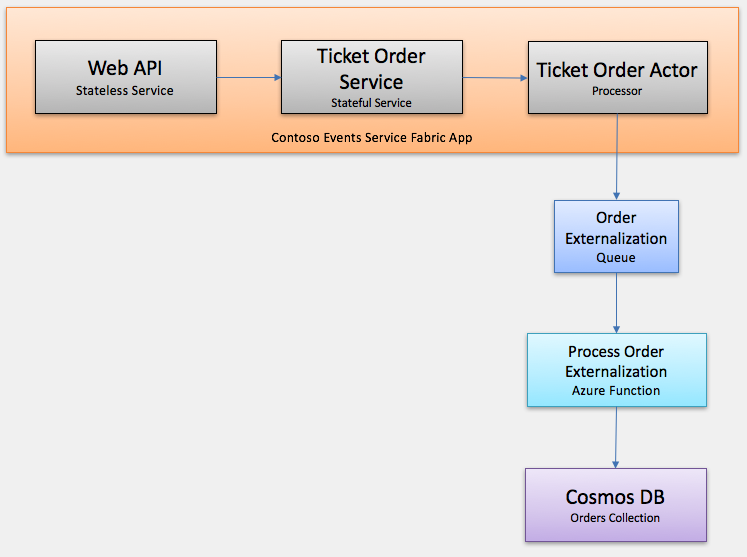 Web API
Stateless Service
Ticket Order
Service
Stateful Service
Ticket Order Actor
Processor
Contoso Events Service Fabric App
Order
Externalization
Queue
Process Order
Externalization
Azure Function
Cosmos DB
Orders Collection